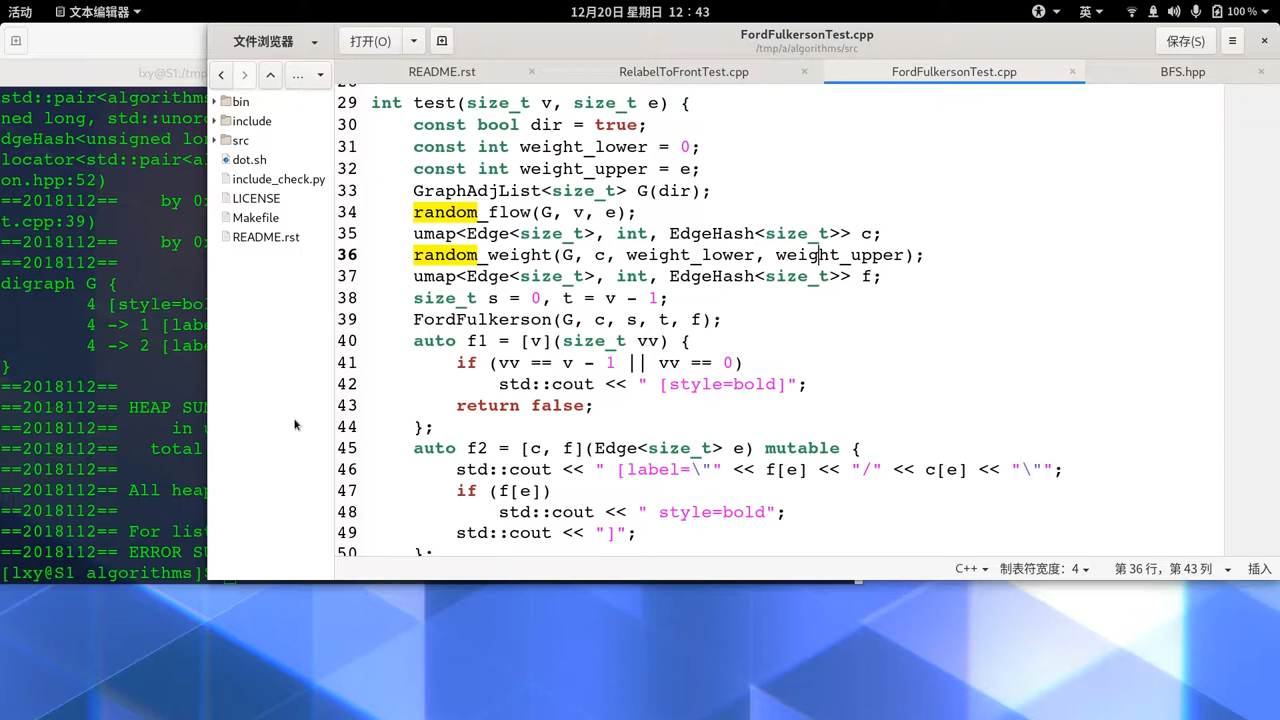 活动
文本编辑器
12月20日 星期日 12：43
英
100 %
文件浏览器
打开(O)
FordFulkersonTest.cpp
/tmp/a/algorithms/src
保存(S)
lxy@S1:/tmp
...
README.rst
RelabelToFrontTest.cpp
FordFulkersonTest.cpp
BFS.hpp
std::pair<algorithms
ned long, std::unor
dgeHash<unsigned lon
locator<std::pair<a
on.hpp:52)
==2018112==    by 0
t.cpp:39)
==2018112==
digraph G {
4 [style=bol
4 -> 1 [labe
4 -> 2 [labe
}
==2018112==
==2018112== HEAP SUM
==2018112==     in u
==2018112==   total
==2018112==
==2018112== All heap
==2018112==
==2018112== For list
==2018112== ERROR SU
[lxy@S1 algorithms]$
bin
include
src
dot.sh
include_check.py
LICENSE
Makefile
README.rst
29 int test(size_t v, size_t e) {
30     const bool dir = true;
31     const int weight_lower = 0;
32     const int weight_upper = e;
33     GraphAdjList<size_t> G(dir);
34     random_flow(G, v, e);
35     umap<Edge<size_t>, int, EdgeHash<size_t>> c;
36     random_weight(G, c, weight_lower, weight_upper);
37     umap<Edge<size_t>, int, EdgeHash<size_t>> f;
38     size_t s = 0, t = v - 1;
39     FordFulkerson(G, c, s, t, f);
40     auto f1 = [v](size_t vv) {
41         if (vv == v - 1 || vv == 0)
42             std::cout << " [style=bold]";
43         return false;
44     };
45     auto f2 = [c, f](Edge<size_t> e) mutable {
46         std::cout << " [label=\"" << f[e] << "/" << c[e] << "\"";
47         if (f[e])
48             std::cout << " style=bold";
49         std::cout << "]";
50     };
C++
制表符宽度：4
第 36 行，第 43 列
插入